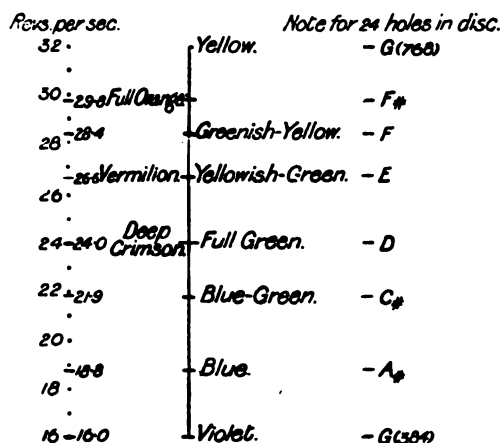 Revs. per sec. Note for 24 holes in disc.
32 Yellow. G(768)
30 29.8 Full Orange F#
28.4 Greenish-Yellow. F
28
26.6 Vermilion Yellowish-Green. E
26
Deep
24 24.0 Crimson Full Green. D
22 21.9 Blue-Green. C#
20
18.8 Blue. A#
18
16 16.0 Violet. G(384)